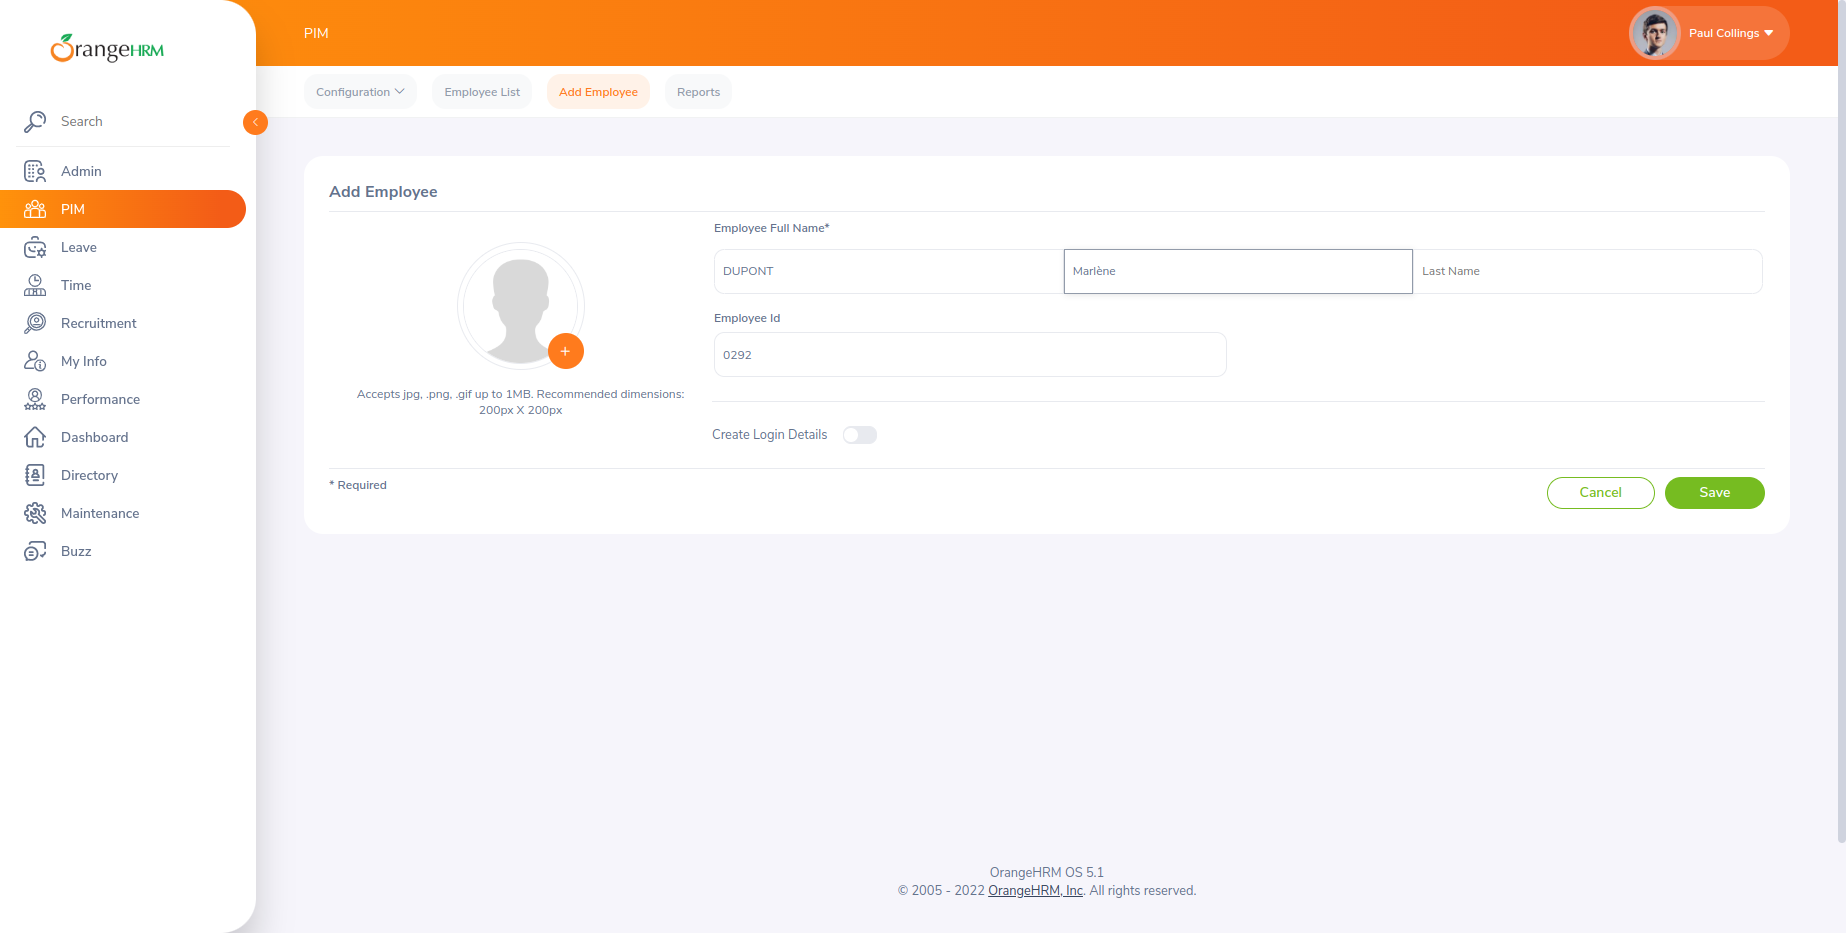 OrangeHRM
Search
Admin
PIM
Leave
Time
Recruitment
My Info
Performance
Dashboard
Directory
Maintenance
Buzz
PIM
Paul Collings
Configuration
Employee List
Add Employee
Reports
Add Employee
Accepts jpg, .png, .gif up to 1MB. Recommended dimensions:
200px X 200px
Employee Full Name*
DUPONT
Marlène
Last Name
Employee Id
0292
Create Login Details
* Required
Cancel
Save
OrangeHRM OS 5.1
© 2005 - 2022 OrangeHRM, Inc. All rights reserved.